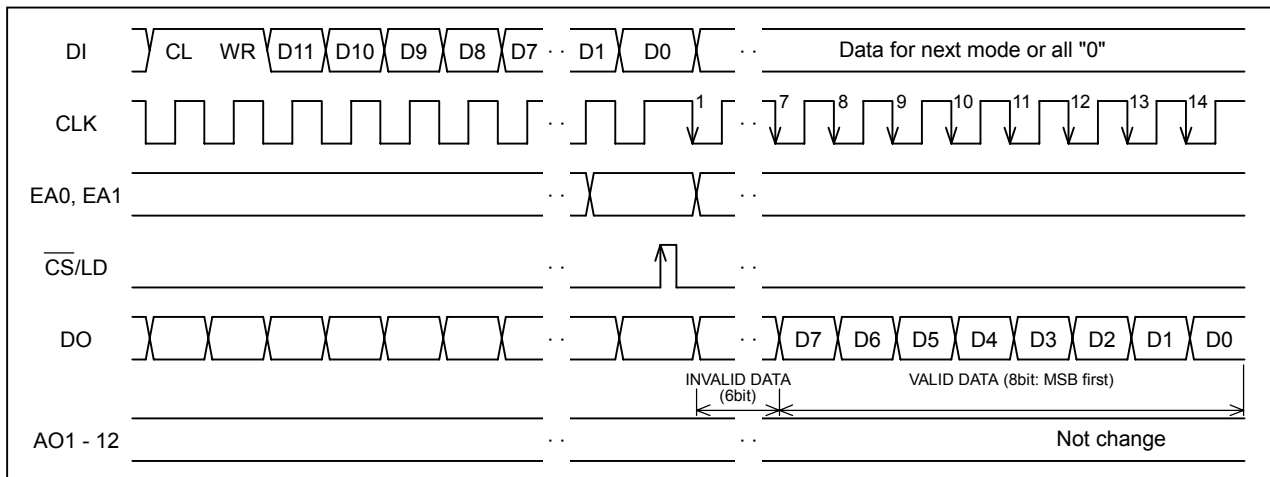 DI CL WR D11 D10 D9 D8 D7 · · D1 D0 · · Data for next mode or all "0"
CLK · · 1 · · 7 8 9 10 11 12 13 14
EA0, EA1 · · · ·
CS/LD · · · ·
DO · · · · D7 D6 D5 D4 D3 D2 D1 D0
INVALID DATA VALID DATA (8bit: MSB first)
(6bit)
AO1 - 12 · · · · Not change